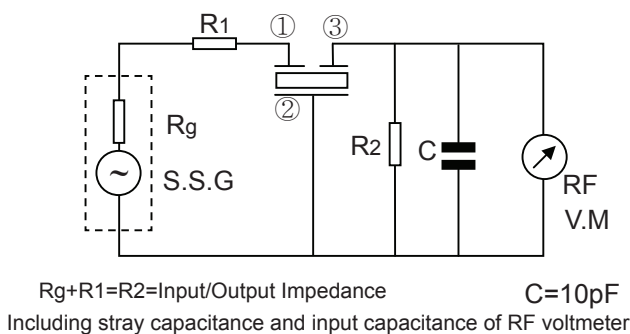 R1
①
③
②
Rg
~
S.S.G
R2
C
RF
V.M
Rg+R1=R2=Input/Output Impedance
C=10pF
Including stray capacitance and input capacitance of RF voltmeter